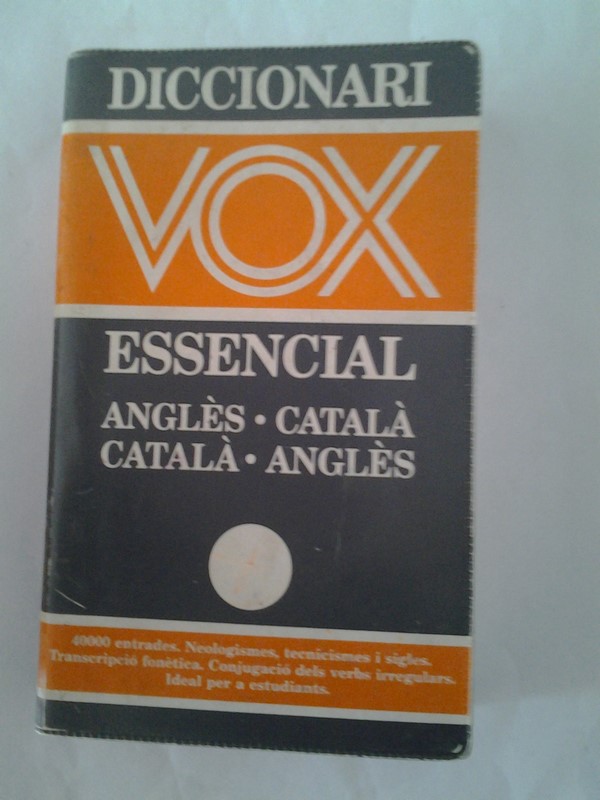 DICCIONARI
VOX
ESSENCIAL
ANGLÈS • CATALÀ
CATALÀ • ANGLÈS
40000 entrades. Neologismes, tecnicismes i sigles.
Transcripció fonètica. Conjugació dels verbs irregulars.
Ideal per a estudiants.